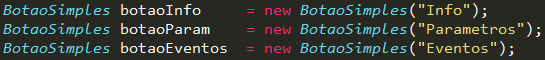 BotaoSimples botaoInfo    = new BotaoSimples("Info");
BotaoSimples botaoParam   = new BotaoSimples("Parametros");
BotaoSimples botaoEventos = new BotaoSimples("Eventos");